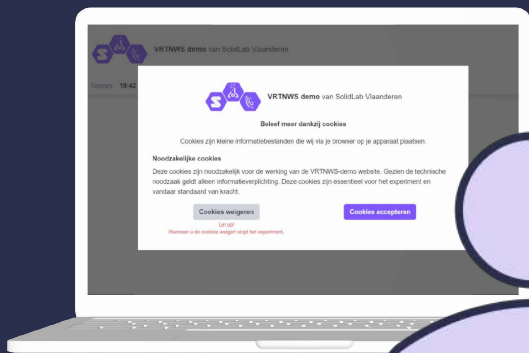 VRTNWS demo van SolidLab Vlaanderen
Nieuws 19:42
VRTNWS demo van SolidLab Vlaanderen
Beleef meer dankzij cookies
Cookies zijn kleine informatiebestanden die wij via je browser op je apparaat plaatsen.
Noodzakelijke cookies
Deze cookies zijn noodzakelijk voor de werking van de VRTNWS-demo website. Gezien de technische
noodzaak geldt alleen informatieverplichting. Deze cookies zijn essentieel voor het experiment en
vandaar standaard van kracht.
Cookies weigeren Cookies accepteren
Let op!
Wanneer u de cookies weigert stopt het experiment.